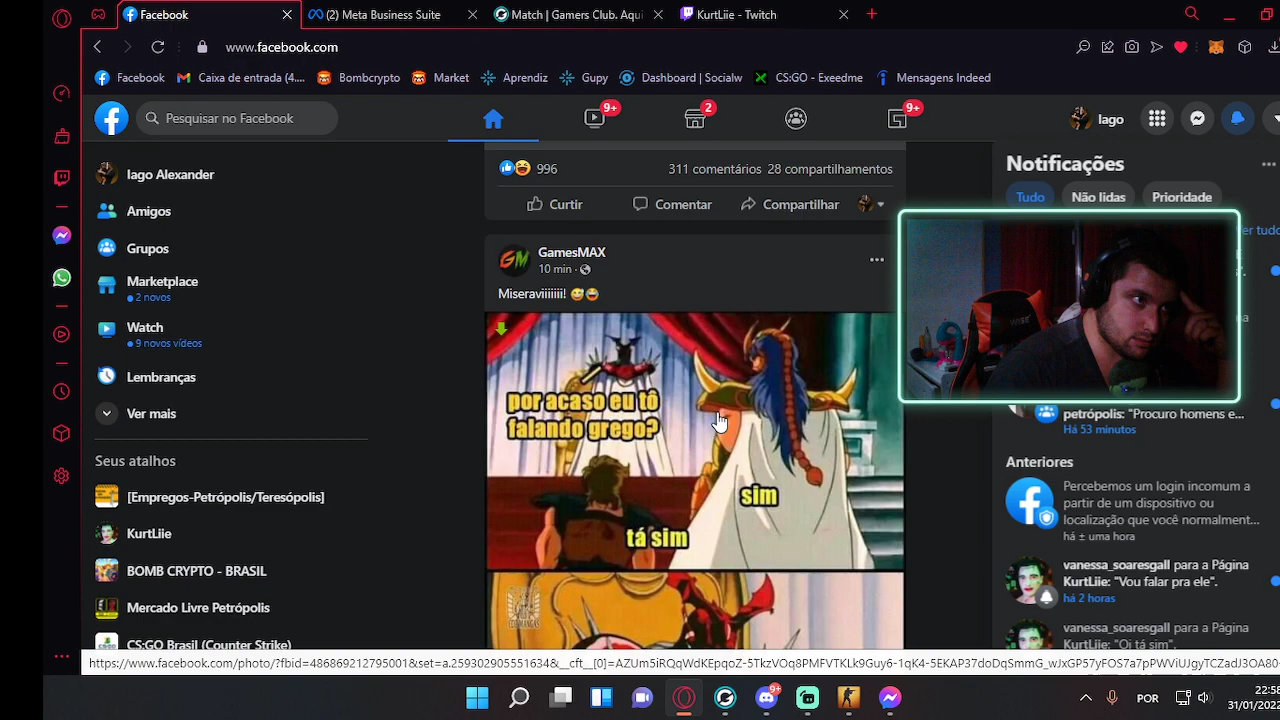 Facebook
(2) Meta Business Suite
Match | Gamers Club. Aqui
KurtLiie - Twitch
www.facebook.com
Facebook
Caixa de entrada (4....
Bombcrypto
Market
Aprendiz
Gupy
Dashboard | Socialw
CS:GO - Exeedme
Mensagens Indeed
Pesquisar no Facebook
9+
2
9+
Iago
Iago Alexander
Amigos
Grupos
Marketplace
2 novos
Watch
9 novos vídeos
Lembranças
Ver mais
Seus atalhos
[Empregos-Petrópolis/Teresópolis]
KurtLiie
BOMB CRYPTO - BRASIL
Mercado Livre Petrópolis
CS:GO Brasil (Counter Strike)
996
311 comentários 28 compartilhamentos
Curtir
Comentar
Compartilhar
GM
GamesMAX
10 min
Miseraviiiiiii!
por acaso eu tô
falando grego?
sim
tá sim
Notificações
Tudo
Não lidas
Prioridade
er tudo
WISE
petrópolis: "Procuro homens e...
Há 53 minutos
Anteriores
Percebemos um login incomum a
partir de um dispositivo ou
localização que você normalment...
há ± uma hora
vanessa_soaresgall para a Página
KurtLiie: "Vou falar pra ele".
há 2 horas
vanessa_soaresgall para a Página
KurtLiie: "Oi tá sim".
9+
POR
22:58